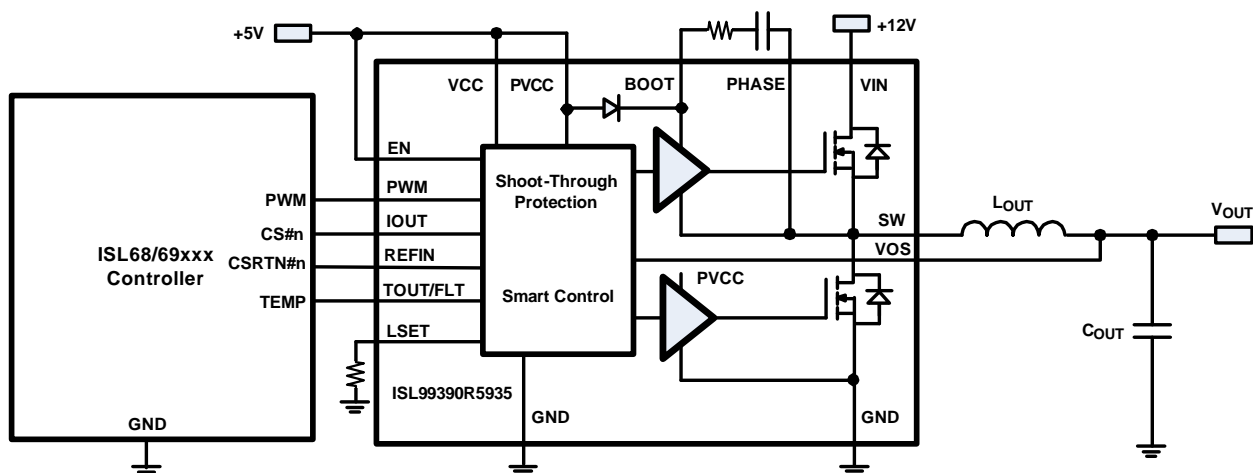 +5V
+12V
VCC
PVCC
BOOT
PHASE
VIN
EN
PWM
PWM
CS#n
IOUT
CSRTN#n
REFIN
TEMP
TOUT/FLT
LSET
ISL68/69xxx
Controller
Shoot-Through
Protection
Smart Control
PVCC
SW
VOS
LOUT
VOUT
COUT
ISL99390R5935
GND
GND
GND